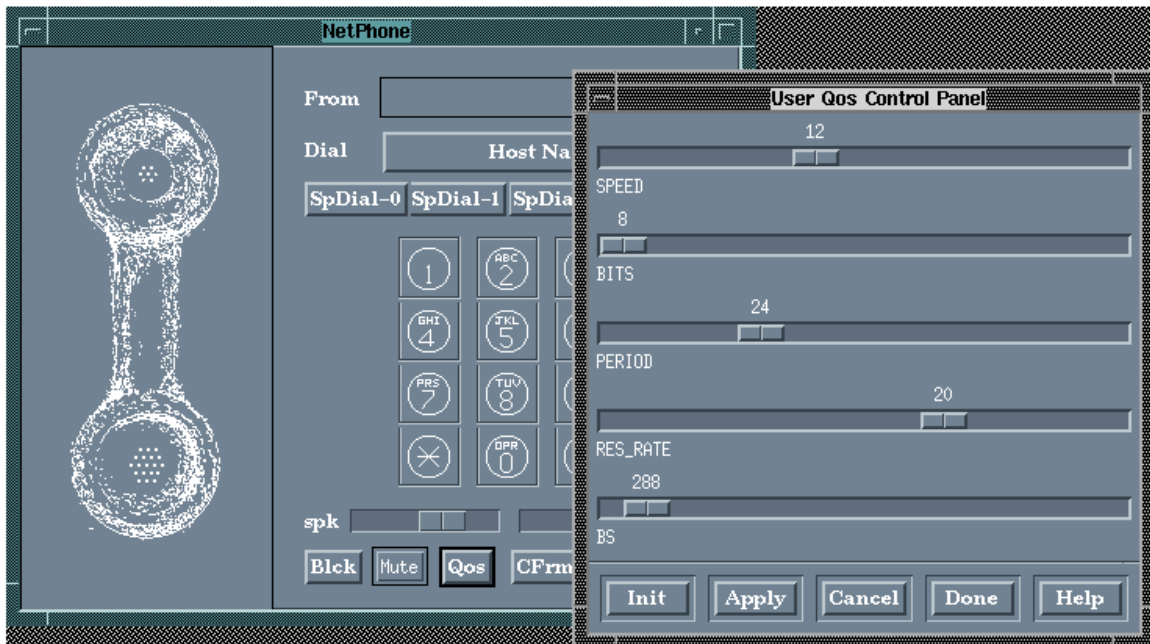 NetPhone
From
Dial
Host Na
SpDial-0 SpDial-1 SpDia
1 ABC 2
GHI 4 JKL 5
PRS 7 TUV 8
* OPR 0
spk
Blck Mute Qos CFrm
User Qos Control Panel
12
SPEED
8
BITS
24
PERIOD
20
RES_RATE
288
BS
Init Apply Cancel Done Help